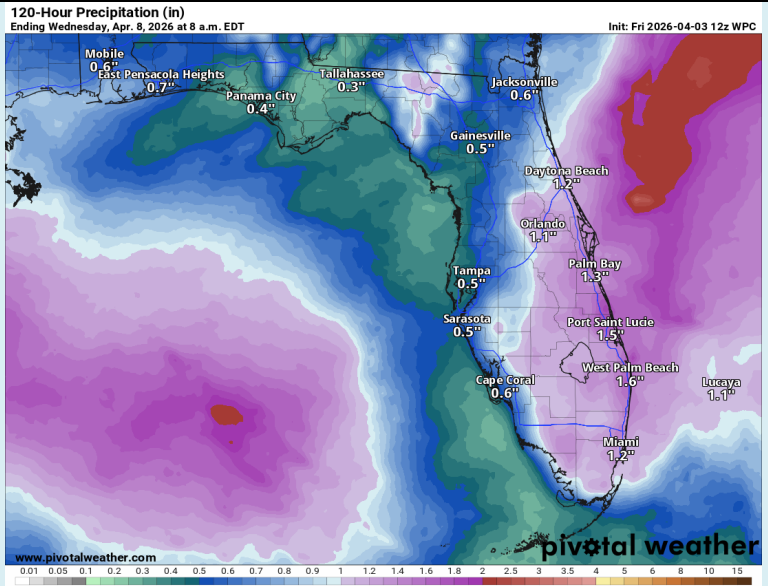 120-Hour Precipitation (in)
Ending Wednesday, Apr. 8, 2026 at 8 a.m. EDT
Init: Fri 2026-04-03 12z WPC
Mobile
0.6"
East Pensacola Heights
0.7"
Panama City
0.4"
Tallahassee
0.3"
Jacksonville
0.6"
Gainesville
0.5"
Daytona Beach
1.2"
Orlando
1.1"
Tampa
0.5"
Palm Bay
1.3"
Sarasota
0.5"
Port Saint Lucie
1.5"
West Palm Beach
1.6"
Cape Coral
0.6"
Lucaya
1.1"
Miami
1.2"
www.pivotalweather.com
pivotal weather
0.01 0.05 0.1 0.2 0.3 0.4 0.5 0.6 0.7 0.8 0.9 1 1.2 1.4 1.6 1.8 2 2.5 3 3.5 4 5 6 8 10 15